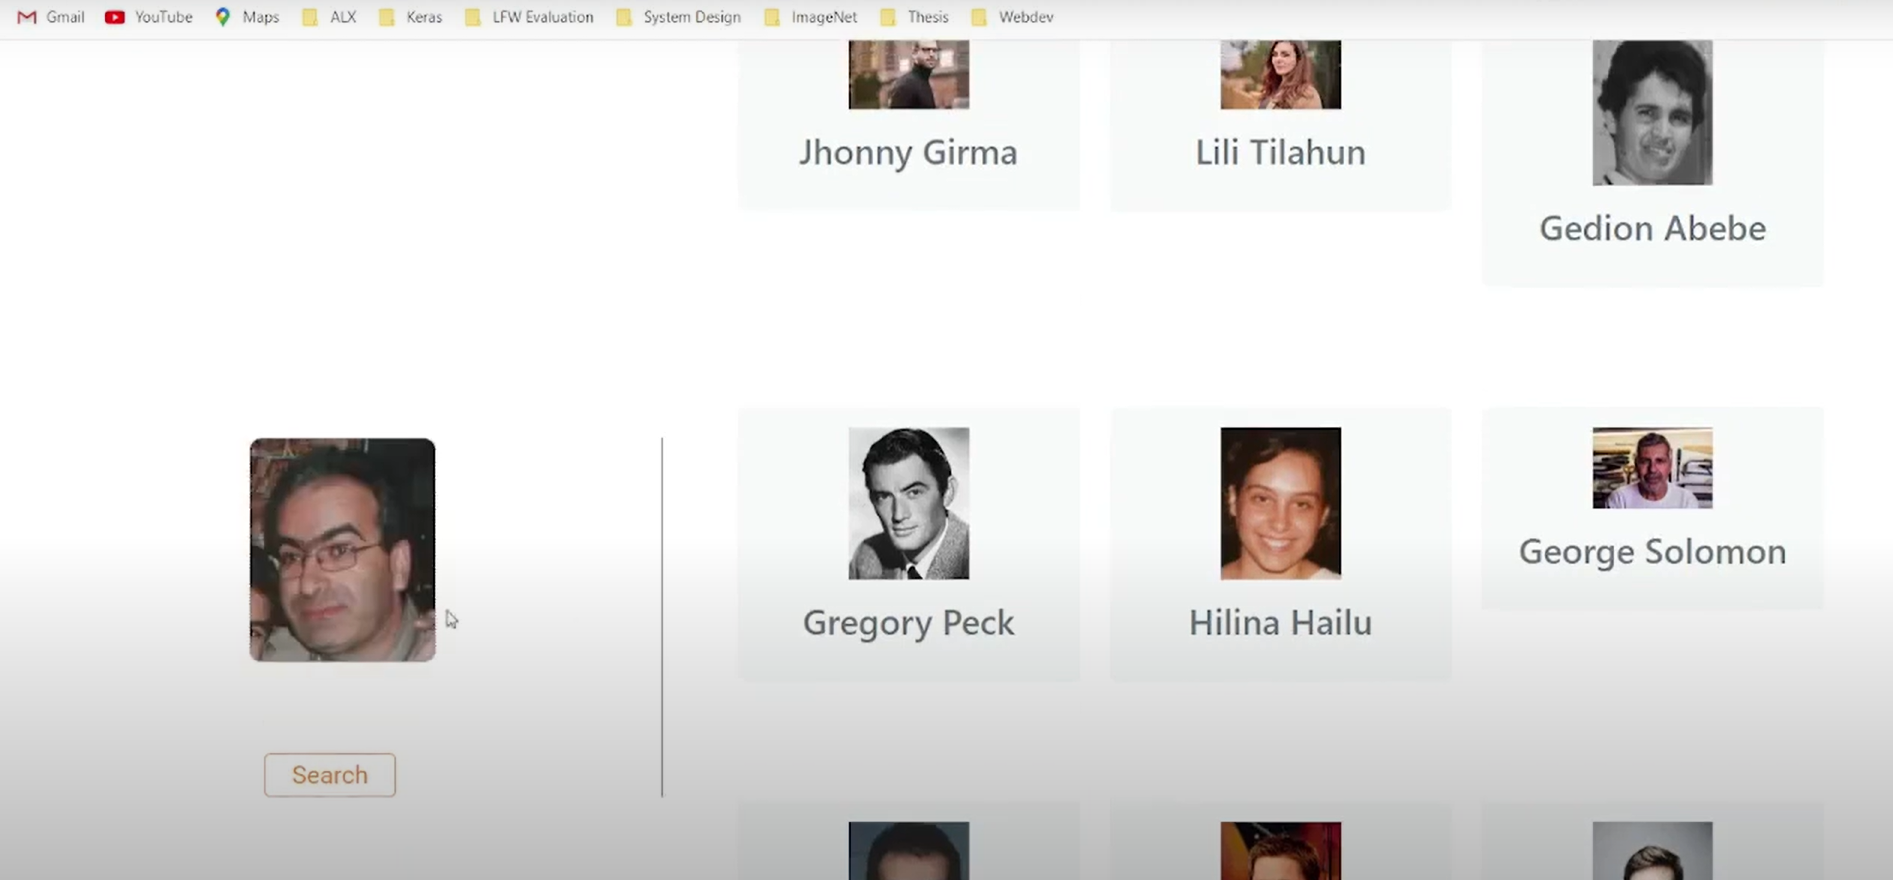 Gmail YouTube Maps ALX Keras LFW Evaluation System Design ImageNet Thesis Webdev
Jhonny Girma
Lili Tilahun
Gedion Abebe
Gregory Peck
Hilina Hailu
George Solomon
Search